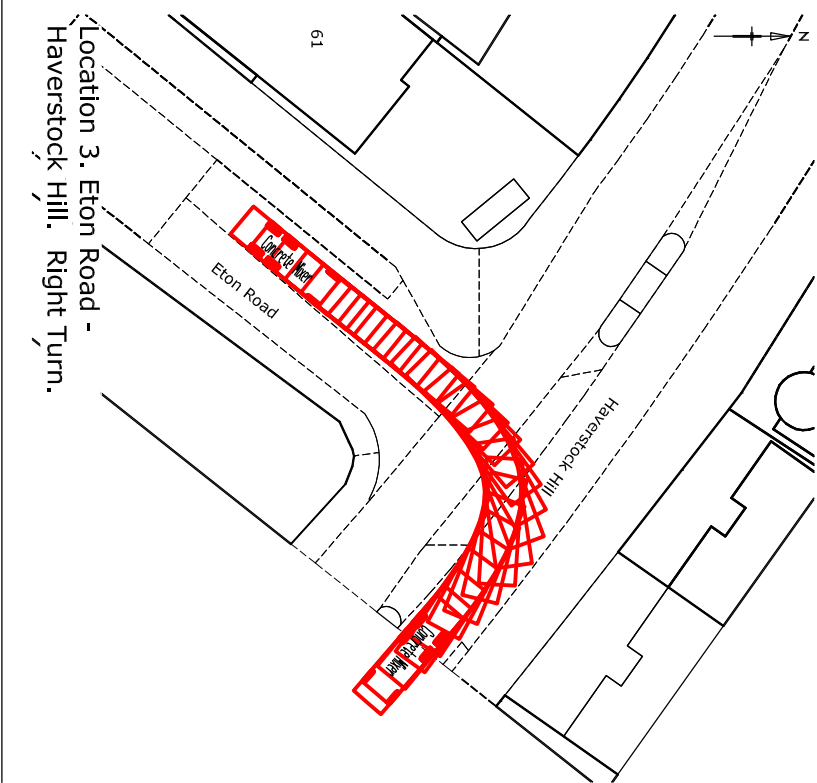 Location 3. Eton Road -
Haverstock Hill.  Right Turn.
N
61
Haverstock Hill
Eton Road
Concrete Mixer
Concrete Mixer